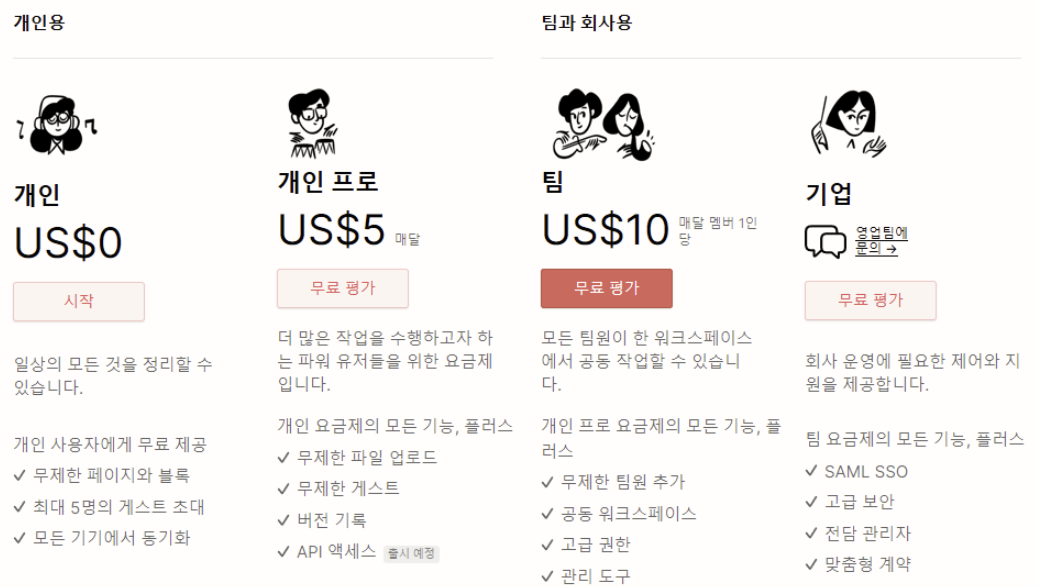 개인용
개인
US$0
시작
일상의 모든 것을 정리할 수
있습니다.
개인 사용자에게 무료 제공
✓ 무제한 페이지와 블록
✓ 최대 5명의 게스트 초대
✓ 모든 기기에서 동기화
개인 프로
US$5 매달
무료 평가
더 많은 작업을 수행하고자 하
는 파워 유저들을 위한 요금제
입니다.
개인 요금제의 모든 기능, 플러스
✓ 무제한 파일 업로드
✓ 무제한 게스트
✓ 버전 기록
✓ API 액세스 출시 예정
팀과 회사용
팀
US$10 매달 멤버 1인
당
무료 평가
모든 팀원이 한 워크스페이스
에서 공동 작업할 수 있습니
다.
개인 프로 요금제의 모든 기능, 플
러스
✓ 무제한 팀원 추가
✓ 공동 워크스페이스
✓ 고급 권한
✓ 관리 도구
기업
영업팀에
문의 →
무료 평가
회사 운영에 필요한 제어와 지
원을 제공합니다.
팀 요금제의 모든 기능, 플러스
✓ SAML SSO
✓ 고급 보안
✓ 전담 관리자
✓ 맞춤형 계약